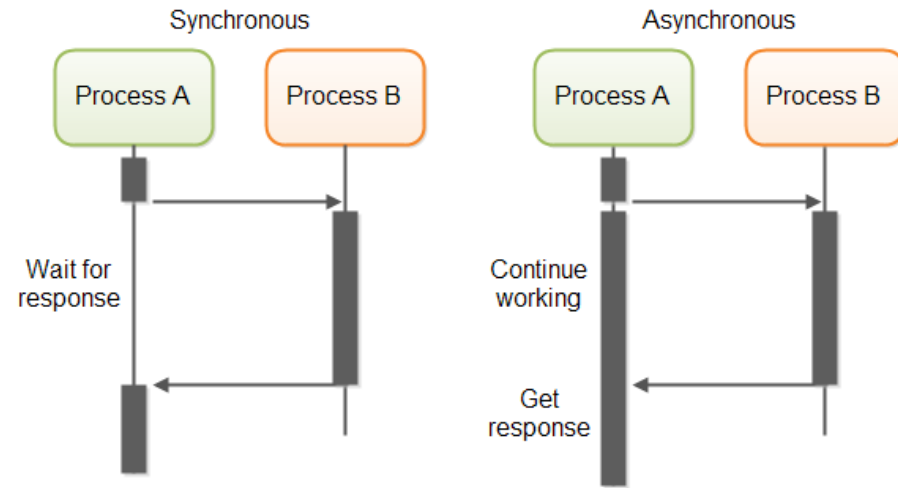 Synchronous
Asynchronous
Process A
Process B
Process A
Process B
Wait for
response
Continue
working
Get
response